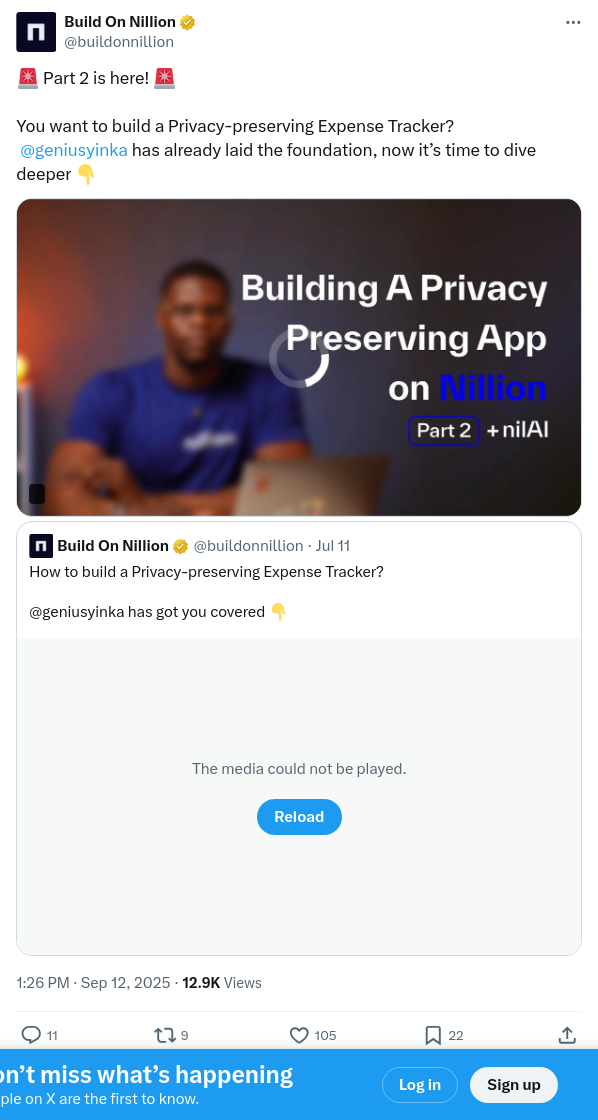 Build On Nillion
@buildonnillion
🚨 Part 2 is here! 🚨
You want to build a Privacy-preserving Expense Tracker?
@geniusyinka has already laid the foundation, now it’s time to dive
deeper 👇
Building A Privacy
Preserving App
on Nillion
Part 2 + nilAI
Build On Nillion @buildonnillion · Jul 11
How to build a Privacy-preserving Expense Tracker?
@geniusyinka has got you covered 👇
The media could not be played.
Reload
1:26 PM · Sep 12, 2025 · 12.9K Views
11 9 105 22
on’t miss what’s happening
ple on X are the first to know.
Log in
Sign up